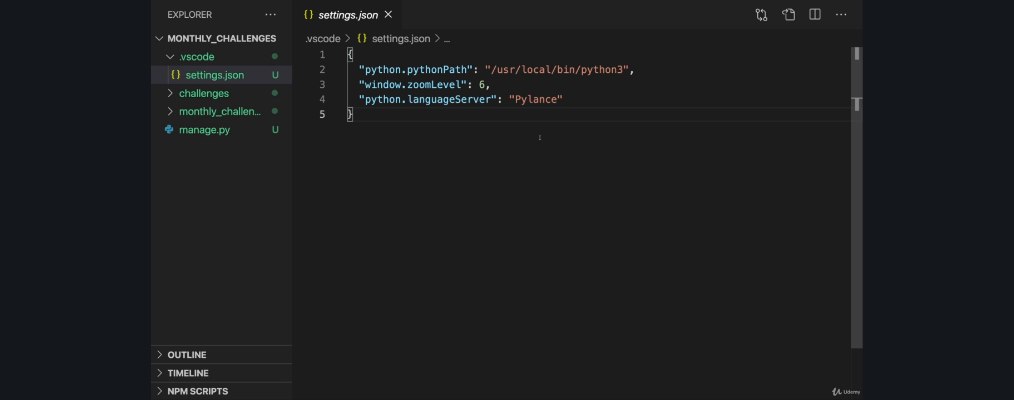 EXPLORER
settings.json
MONTHLY_CHALLENGES
.vscode
settings.json U
challenges
monthly_challen...
manage.py U
OUTLINE
TIMELINE
NPM SCRIPTS
.vscode > {} settings.json > ...
1 {
2 "python.pythonPath": "/usr/local/bin/python3",
3 "window.zoomLevel": 6,
4 "python.languageServer": "Pylance"
5 }
Udemy